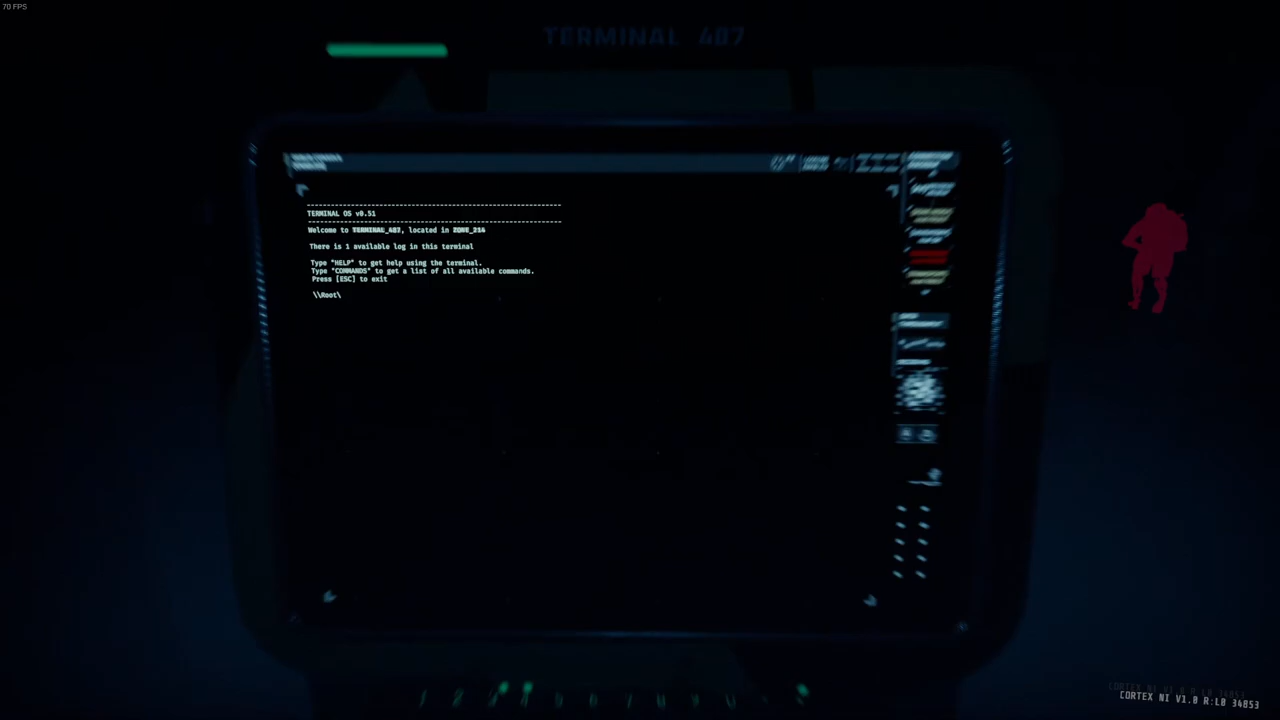 70 FPS
TERMINAL 487
TERMINAL OS v0.51
Welcome to TERMINAL_487, located in ZONE_214
There is 1 available log in this terminal
Type "HELP" to get help using the terminal.
Type "COMMANDS" to get a list of all available commands.
Press [ESC] to exit
\\Root\
CORTEX NI V1.0 R:L0 34853